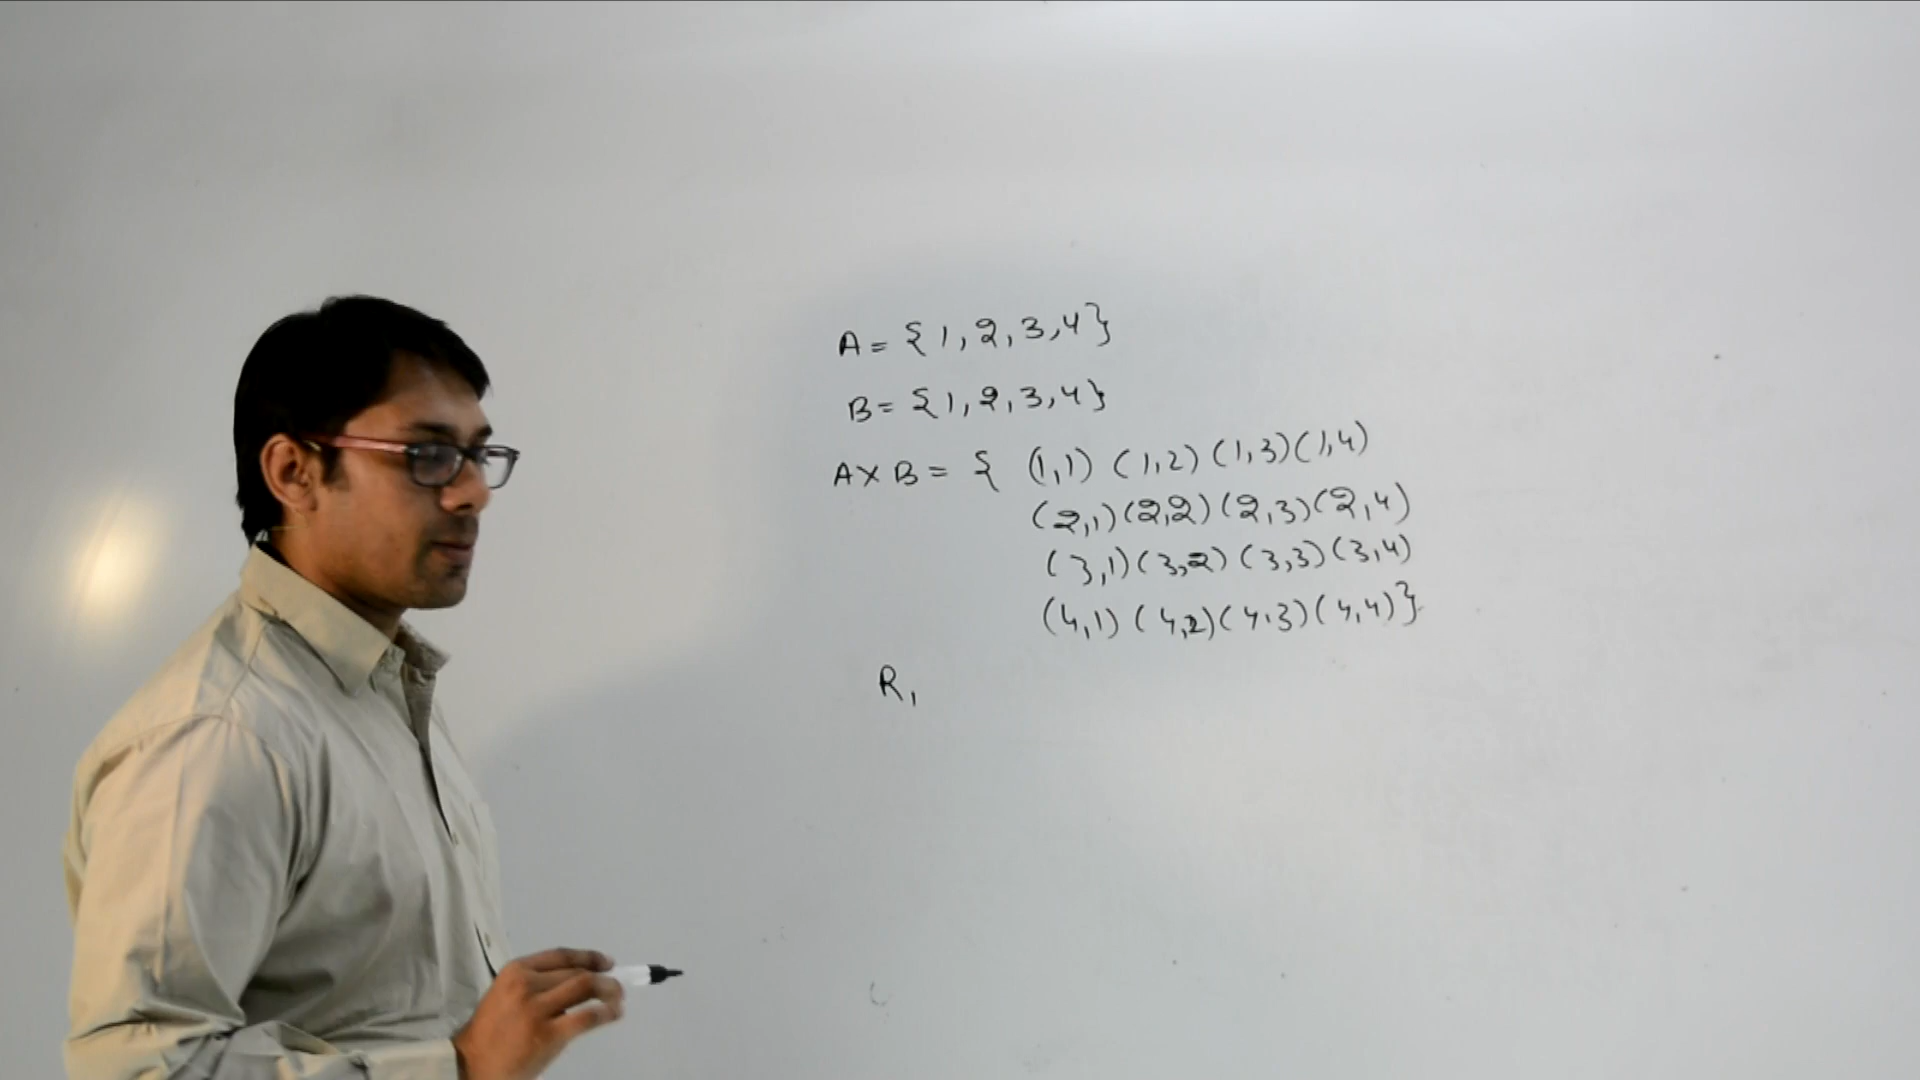 A = {1, 2, 3, 4}
B = {1, 2, 3, 4}
A X B = { (1,1) (1,2) (1,3) (1,4)
(2,1) (2,2) (2,3) (2,4)
(3,1) (3,2) (3,3) (3,4)
(4,1) (4,2) (4,3) (4,4) }
R1